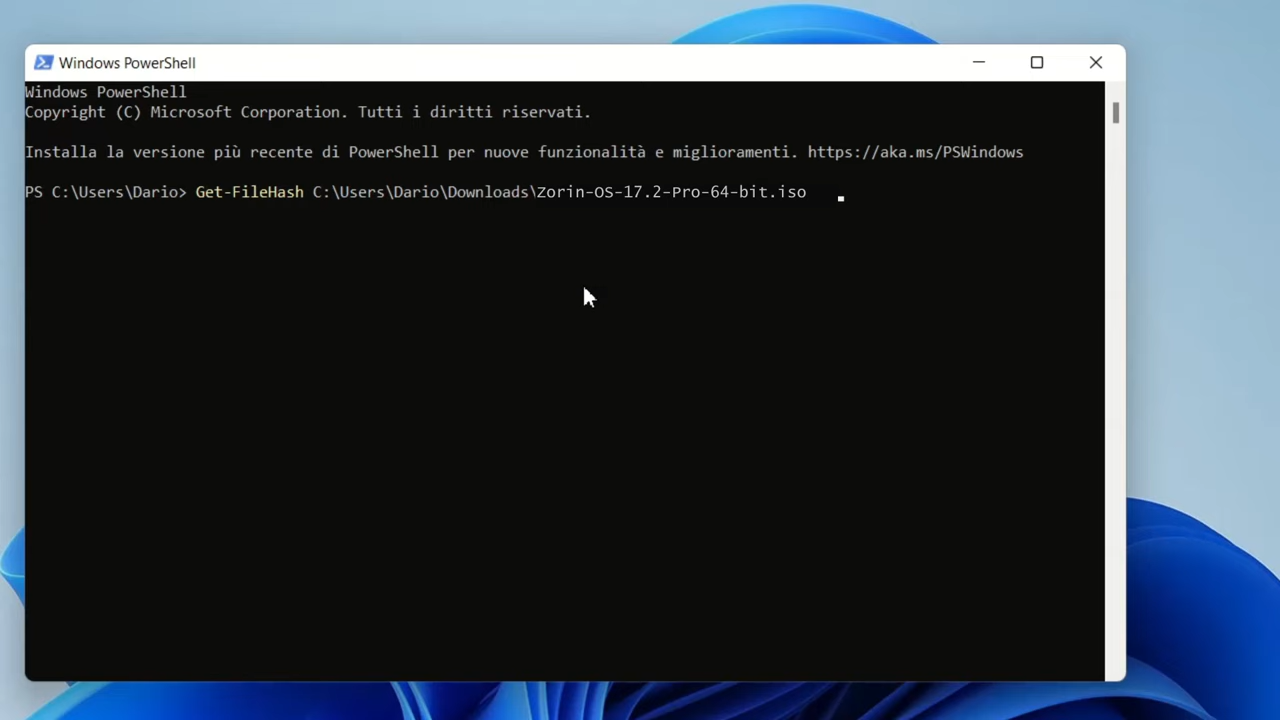 Windows PowerShell
Windows PowerShell
Copyright (C) Microsoft Corporation. Tutti i diritti riservati.
Installa la versione più recente di PowerShell per nuove funzionalità e miglioramenti. https://aka.ms/PSWindows
PS C:\Users\Dario> Get-FileHash C:\Users\Dario\Downloads\Zorin-OS-17.2-Pro-64-bit.iso